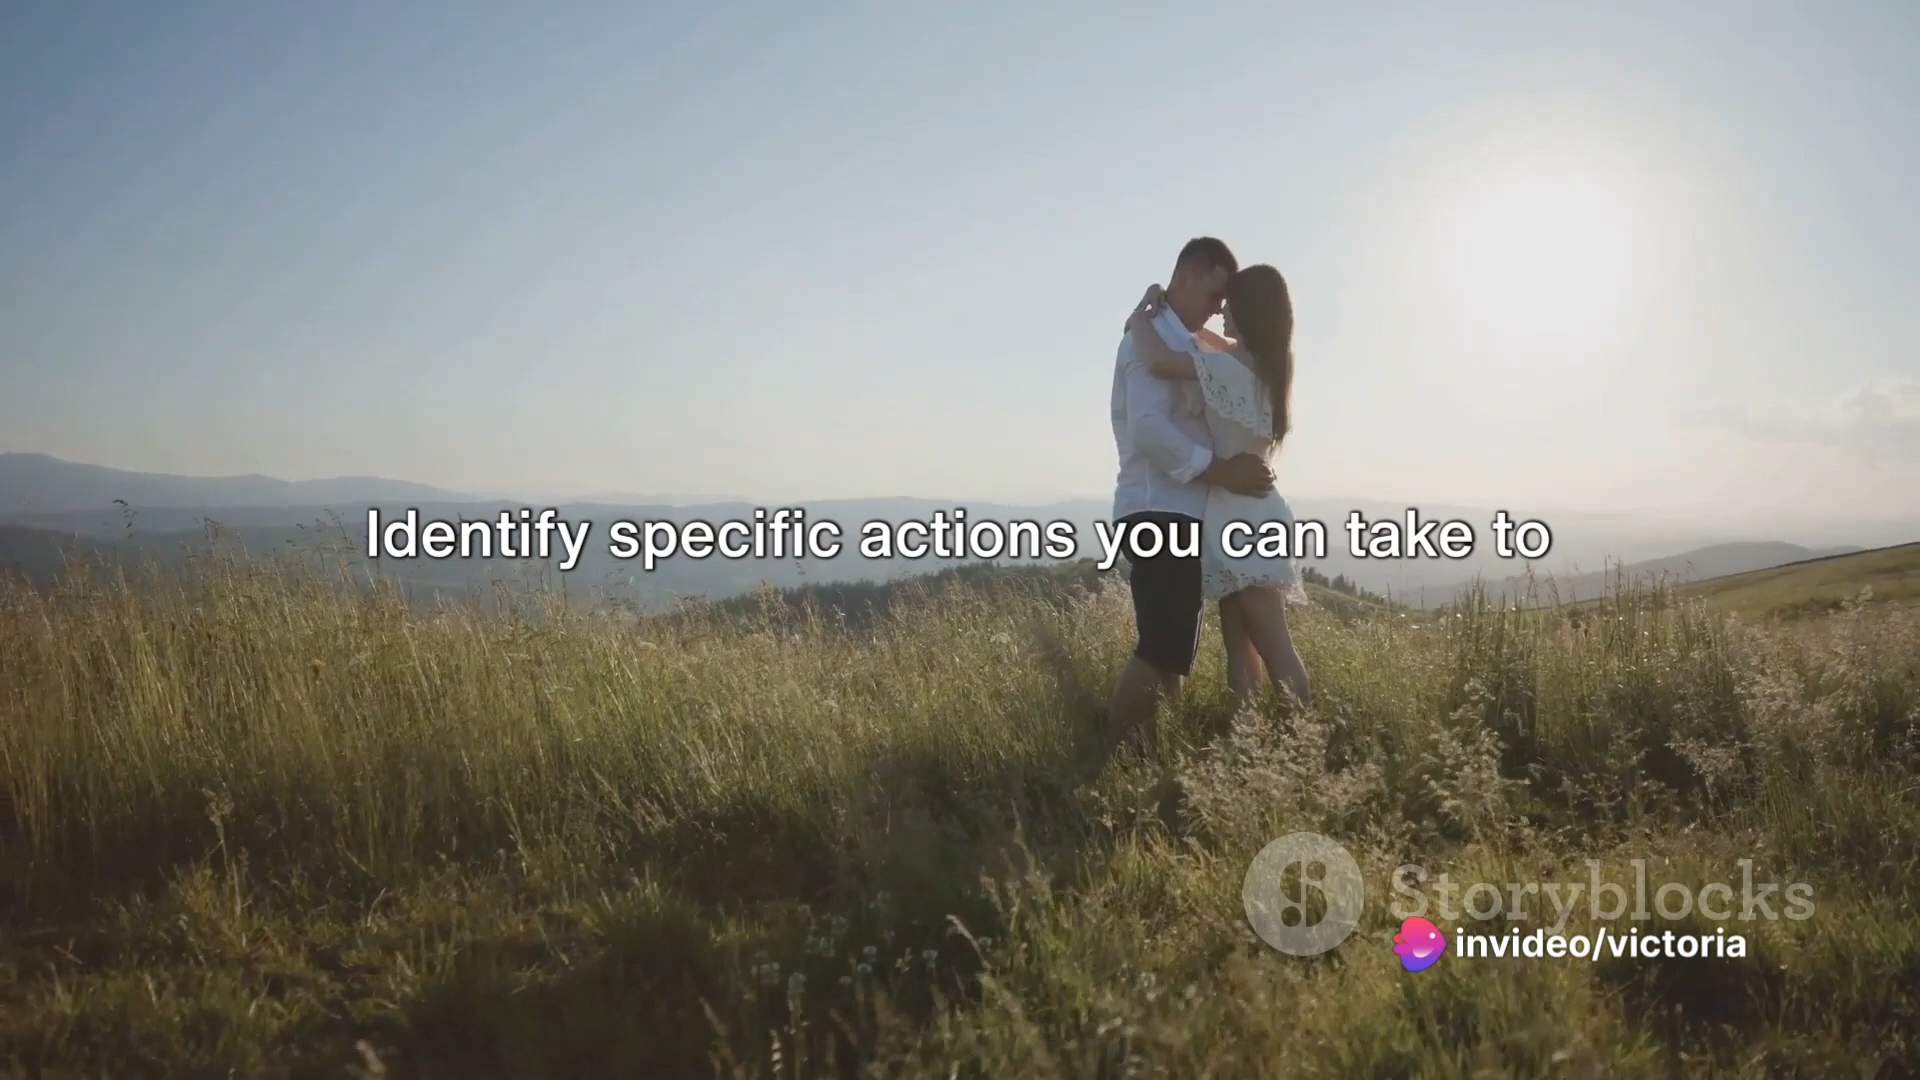 Identify specific actions you can take to
Storyblocks
invideo/victoria